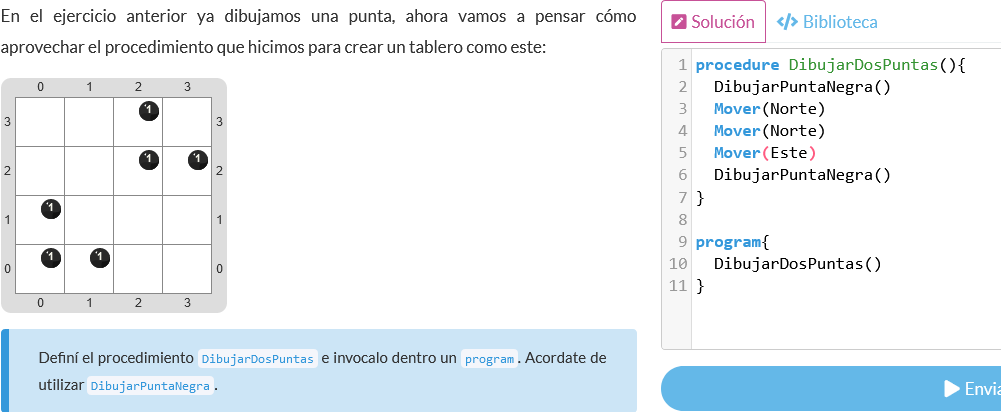 En el ejercicio anterior ya dibujamos una punta, ahora vamos a pensar cómo
aprovechar el procedimiento que hicimos para crear un tablero como este:
0 1 2 3
3 1 3
2 1 1 2
1 1 1
0 1 1 0
0 1 2 3
Definí el procedimiento DibujarDosPuntas e invocalo dentro un program. Acordate de
utilizar DibujarPuntaNegra.
Solución </> Biblioteca
1 procedure DibujarDosPuntas(){
2 DibujarPuntaNegra()
3 Mover(Norte)
4 Mover(Norte)
5 Mover(Este)
6 DibujarPuntaNegra()
7 }
8
9 program{
10 DibujarDosPuntas()
11 }